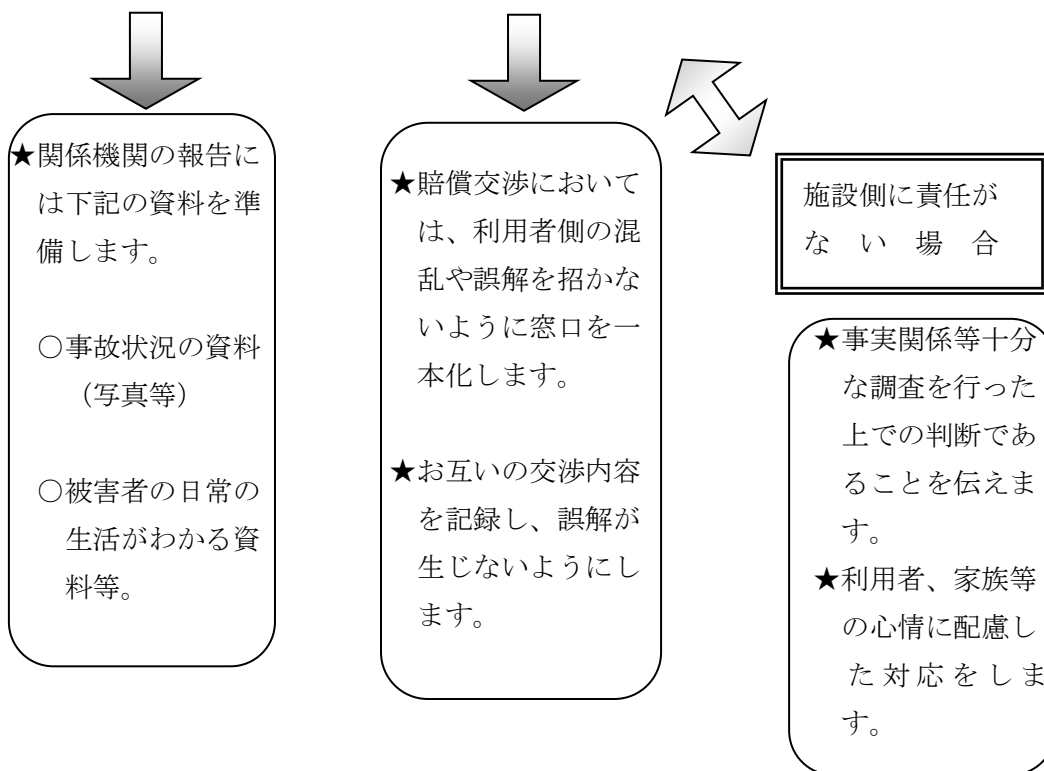 ★関係機関の報告に
は下記の資料を準
備します。
○事故状況の資料
（写真等）
○被害者の日常の
生活がわかる資
料等。
★賠償交渉において
は、利用者側の混
乱や誤解を招かな
いように窓口を一
本化します。
★お互いの交渉内容
を記録し、誤解が
生じないようにし
ます。
施設側に責任が
な い 場 合
★事実関係等十分
な調査を行った
上での判断であ
ることを伝えま
す。
★利用者、家族等
の心情に配慮し
た 対 応 を し ま
す。